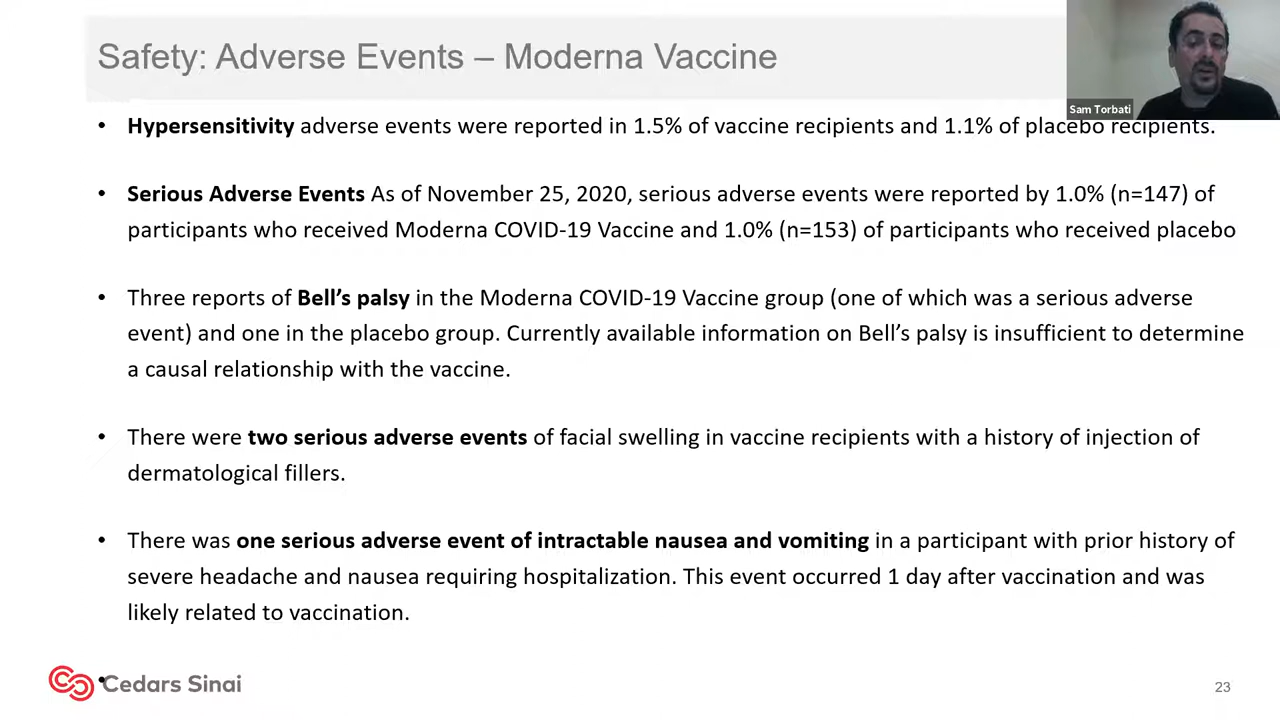 Safety: Adverse Events – Moderna Vaccine
Sam Torbati
• Hypersensitivity adverse events were reported in 1.5% of vaccine recipients and 1.1% of placebo recipients.
• Serious Adverse Events As of November 25, 2020, serious adverse events were reported by 1.0% (n=147) of
participants who received Moderna COVID-19 Vaccine and 1.0% (n=153) of participants who received placebo
• Three reports of Bell’s palsy in the Moderna COVID-19 Vaccine group (one of which was a serious adverse
event) and one in the placebo group. Currently available information on Bell’s palsy is insufficient to determine
a causal relationship with the vaccine.
• There were two serious adverse events of facial swelling in vaccine recipients with a history of injection of
dermatological fillers.
• There was one serious adverse event of intractable nausea and vomiting in a participant with prior history of
severe headache and nausea requiring hospitalization. This event occurred 1 day after vaccination and was
likely related to vaccination.
• Cedars Sinai
23